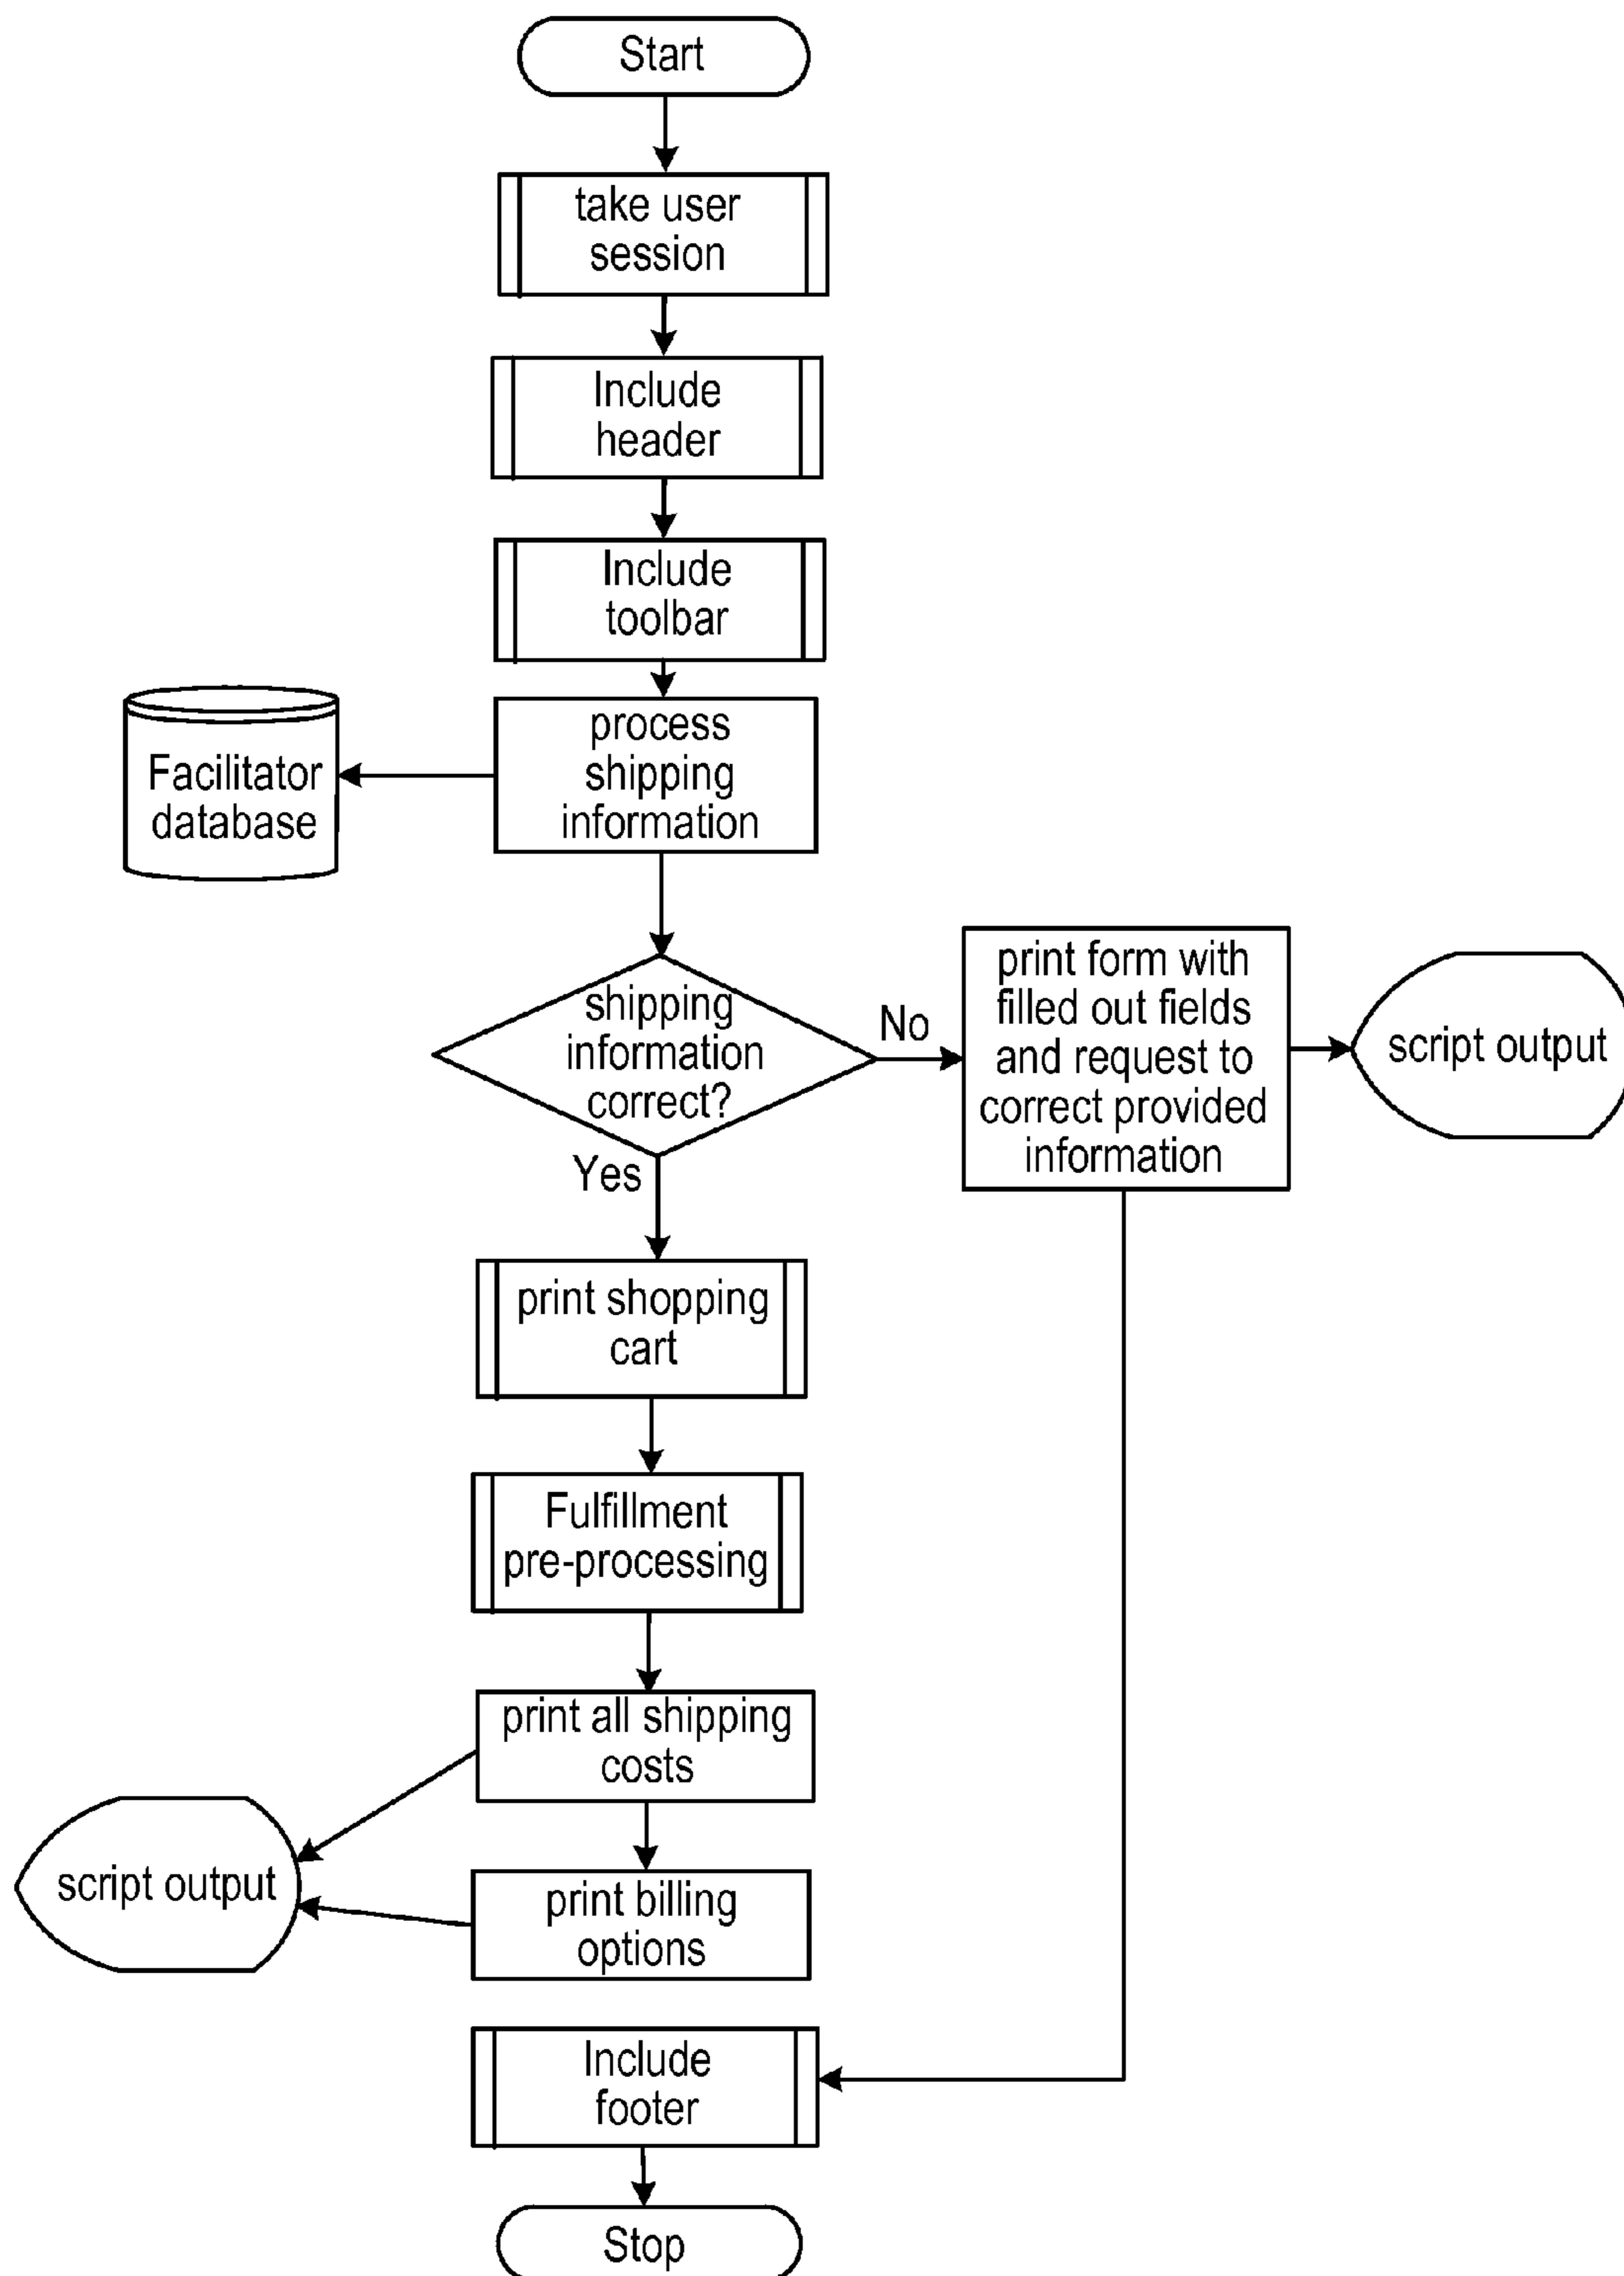 Start
take user
session
Include
header
Include
toolbar
process
shipping
information
Facilitator
database
shipping
information
correct?
No
print form with
filled out fields
and request to
correct provided
information
script output
Yes
print shopping
cart
Fulfillment
pre-processing
print all shipping
costs
script output
print billing
options
Include
footer
Stop